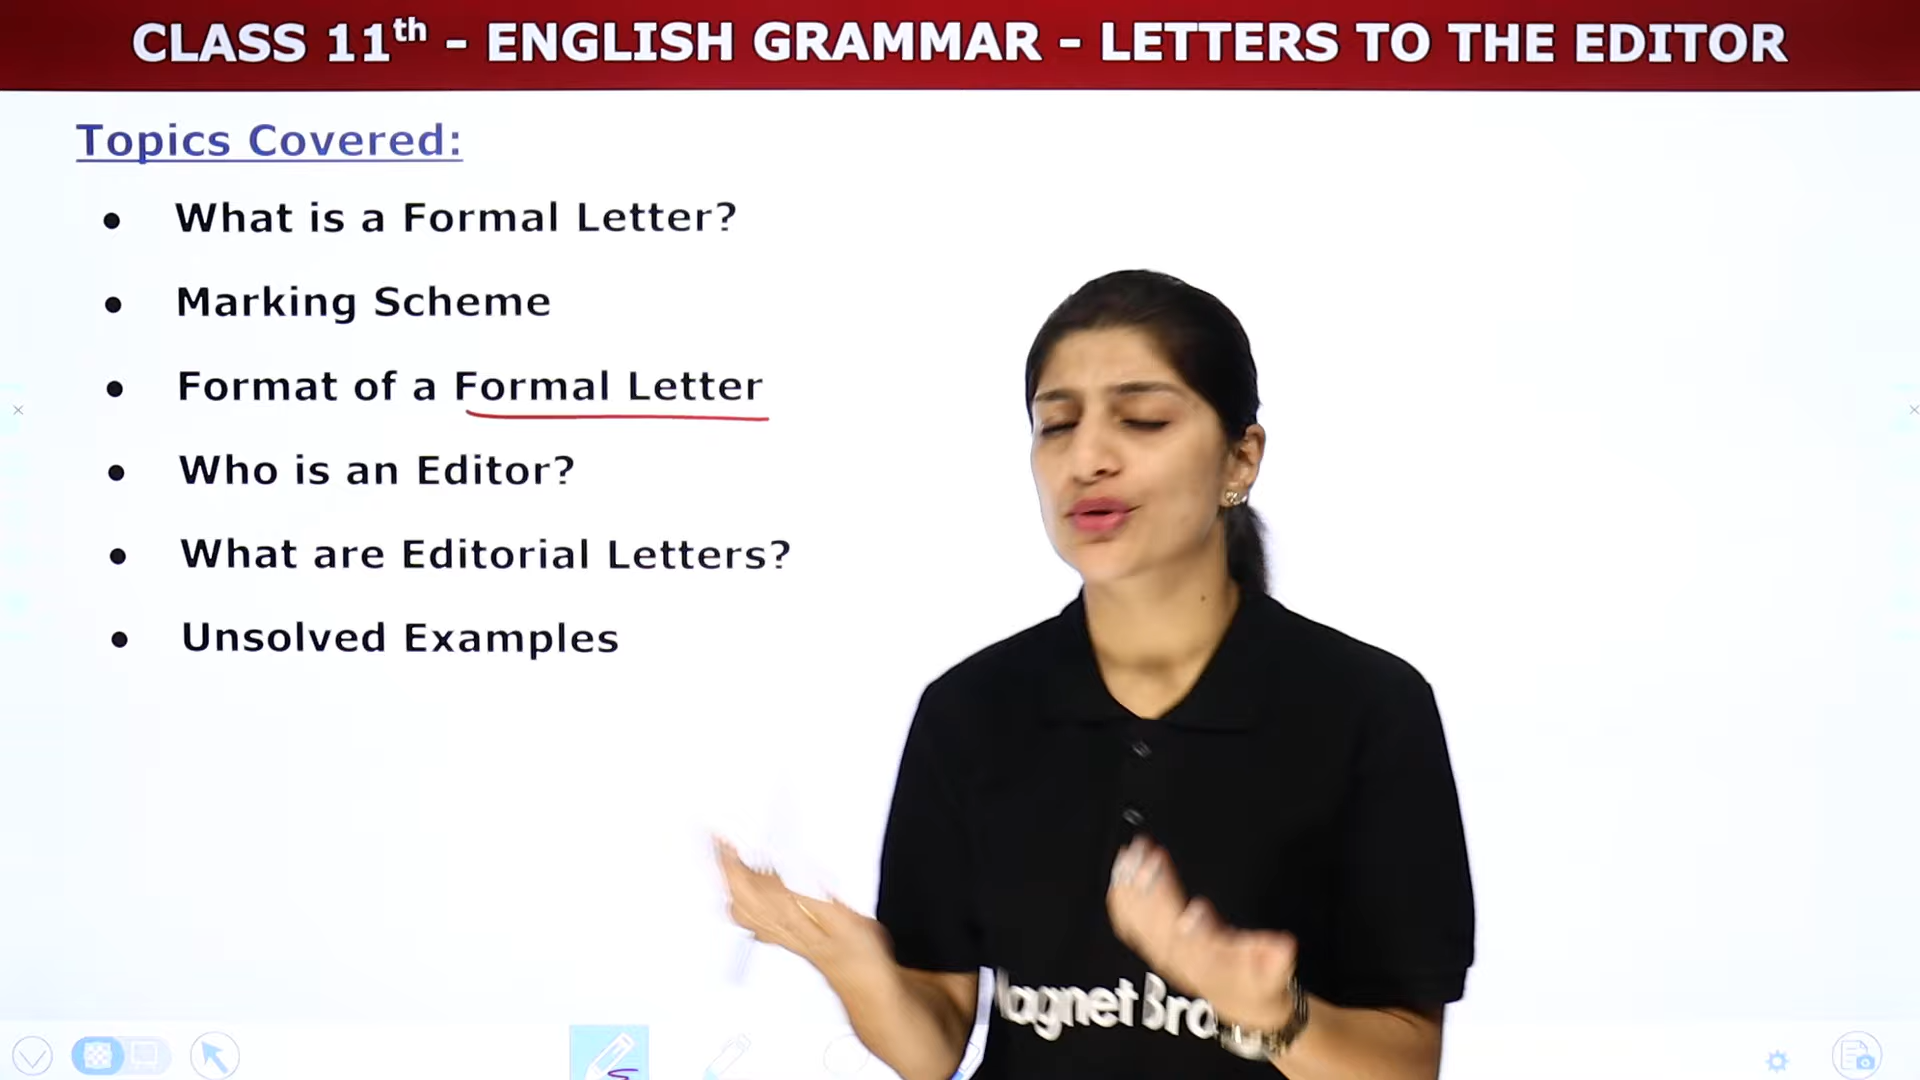 CLASS 11th - ENGLISH GRAMMAR - LETTERS TO THE EDITOR
Topics Covered:
• What is a Formal Letter?
• Marking Scheme
• Format of a Formal Letter
• Who is an Editor?
• What are Editorial Letters?
• Unsolved Examples